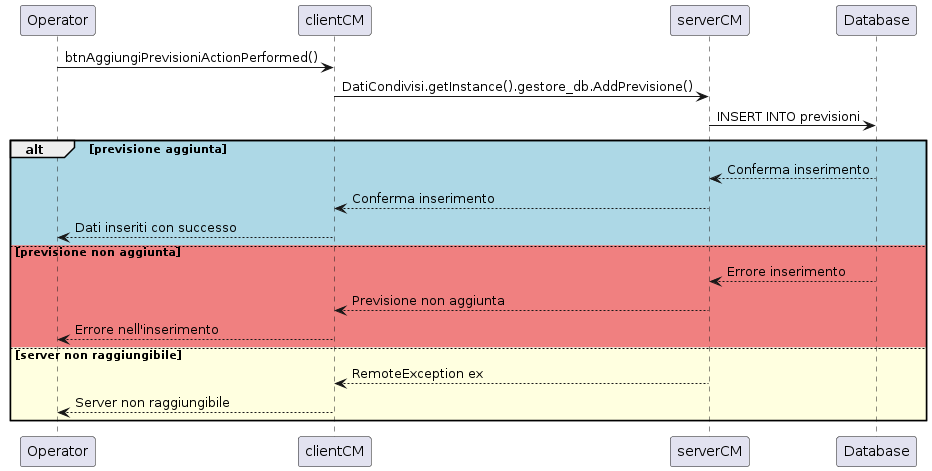 Operator clientCM serverCM Database
btnAggiungiPrevisioniActionPerformed()
DatiCondivisi.getInstance().gestore_db.AddPrevisione()
INSERT INTO previsioni
alt [previsione aggiunta]
Conferma inserimento
Conferma inserimento
Dati inseriti con successo
[previsione non aggiunta]
Errore inserimento
Previsione non aggiunta
Errore nell'inserimento
[server non raggiungibile]
RemoteException ex
Server non raggiungibile
Operator clientCM serverCM Database